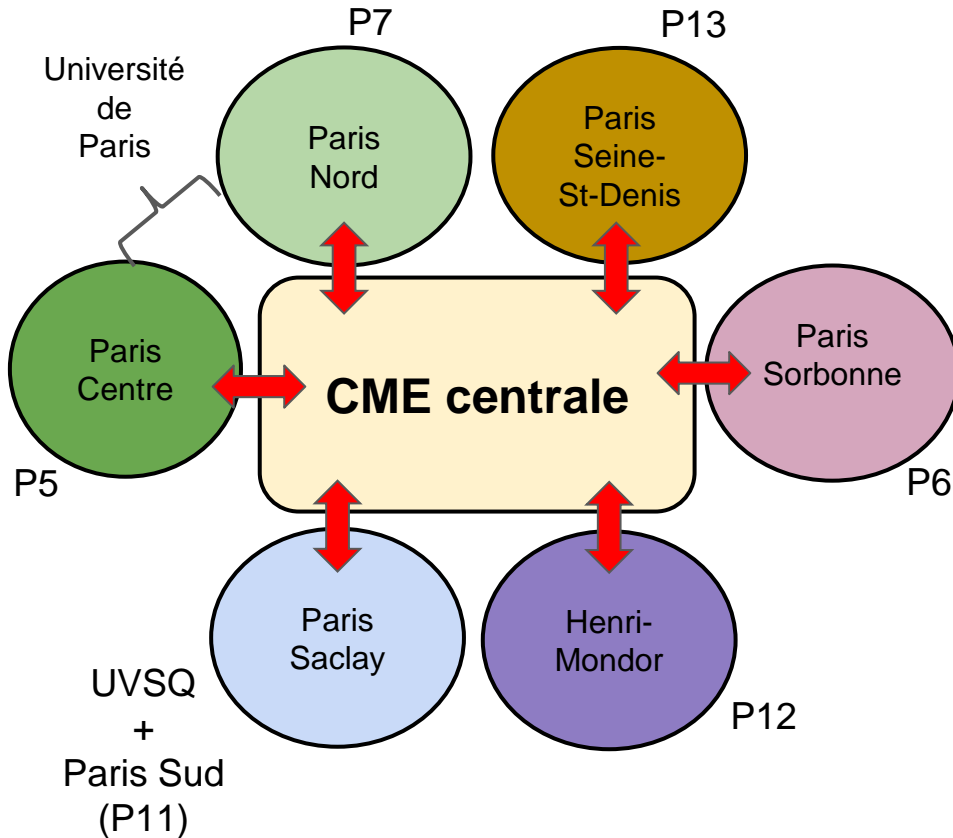 P7
P13
Université
de
Paris
Paris
Nord
Paris
Seine-
St-Denis
Paris
Centre
CME centrale
Paris
Sorbonne
P5
P6
Paris
Saclay
Henri-
Mondor
UVSQ
+
Paris Sud
(P11)
P12